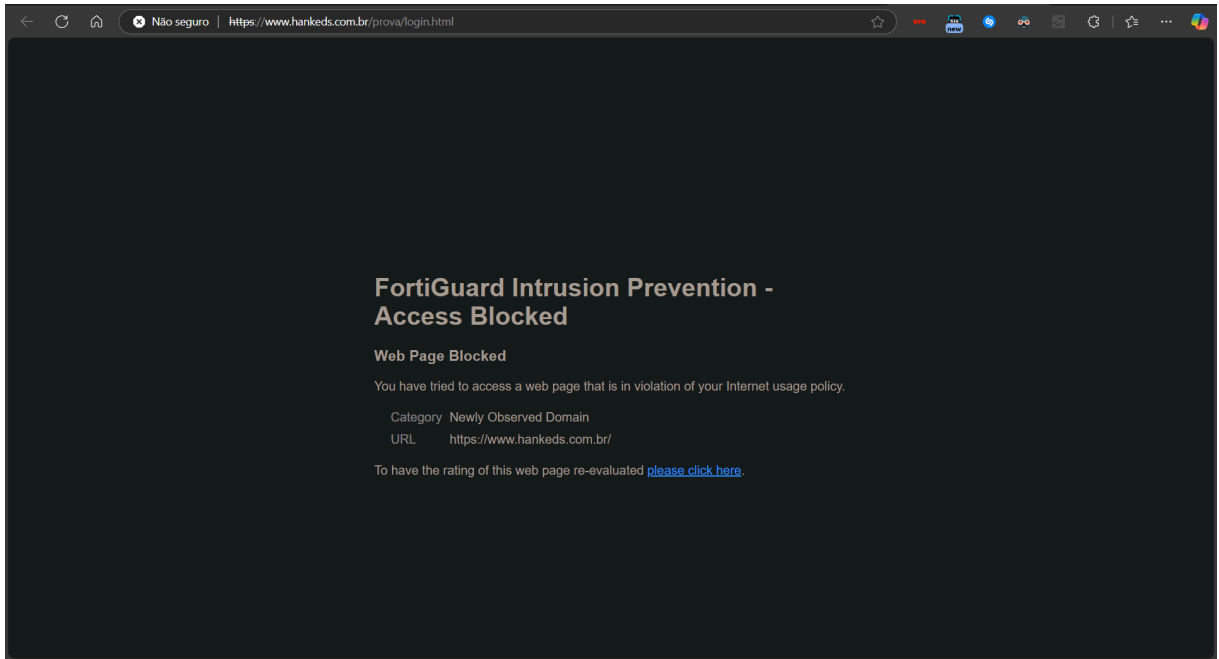 Não seguro | https://www.hankeds.com.br/prova/login.html
new
FortiGuard Intrusion Prevention -
Access Blocked
Web Page Blocked
You have tried to access a web page that is in violation of your Internet usage policy.
Category Newly Observed Domain
URL https://www.hankeds.com.br/
To have the rating of this web page re-evaluated please click here.